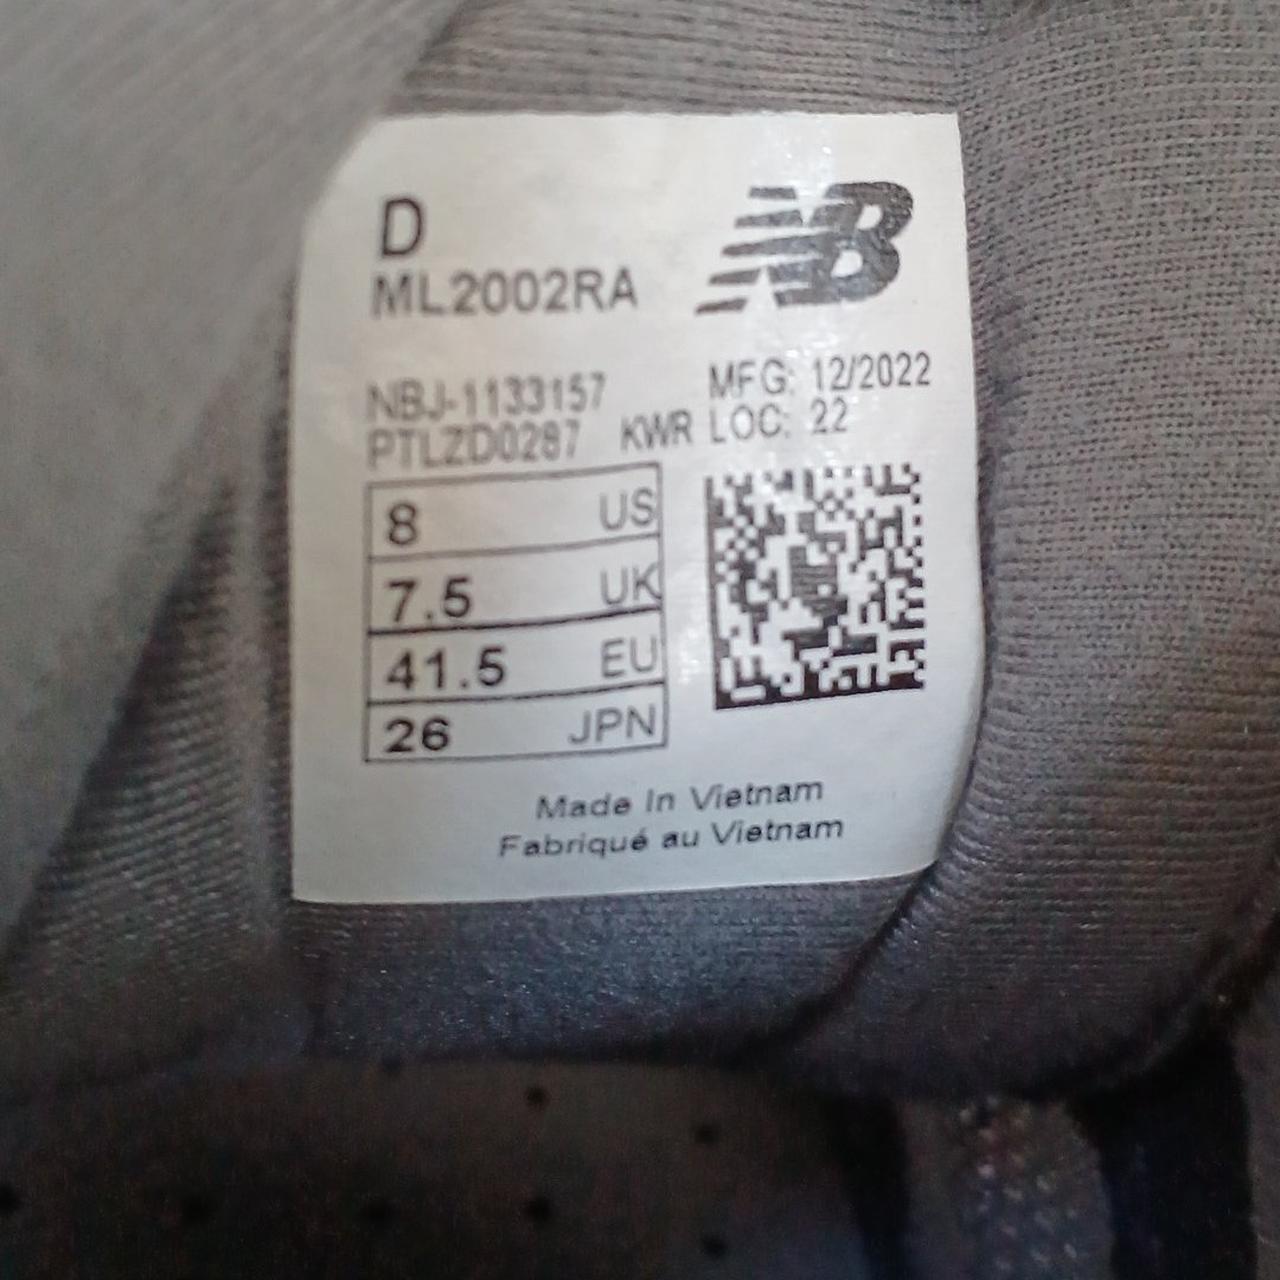 D
NB
ML2002RA
NBJ-1133157
MFG: 12/2022
PTLZD0287 KWR LOC: 22
8 US
7.5 UK
41.5 EU
26 JPN
Made In Vietnam
Fabriqué au Vietnam